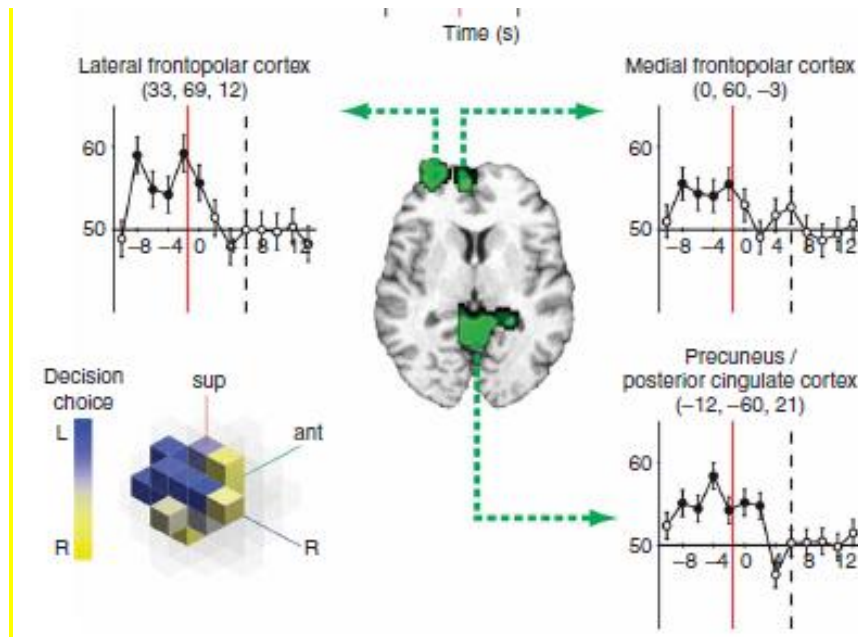 Time (s)
Lateral frontopolar cortex
(33, 69, 12)
60
50
−8 −4 0 4 8 12
Medial frontopolar cortex
(0, 60, −3)
60
50
−8 −4 0 4 8 12
Decision
choice
L
R
sup
ant
R
Precuneus /
posterior cingulate cortex
(−12, −60, 21)
60
50
−8 −4 0 4 8 12